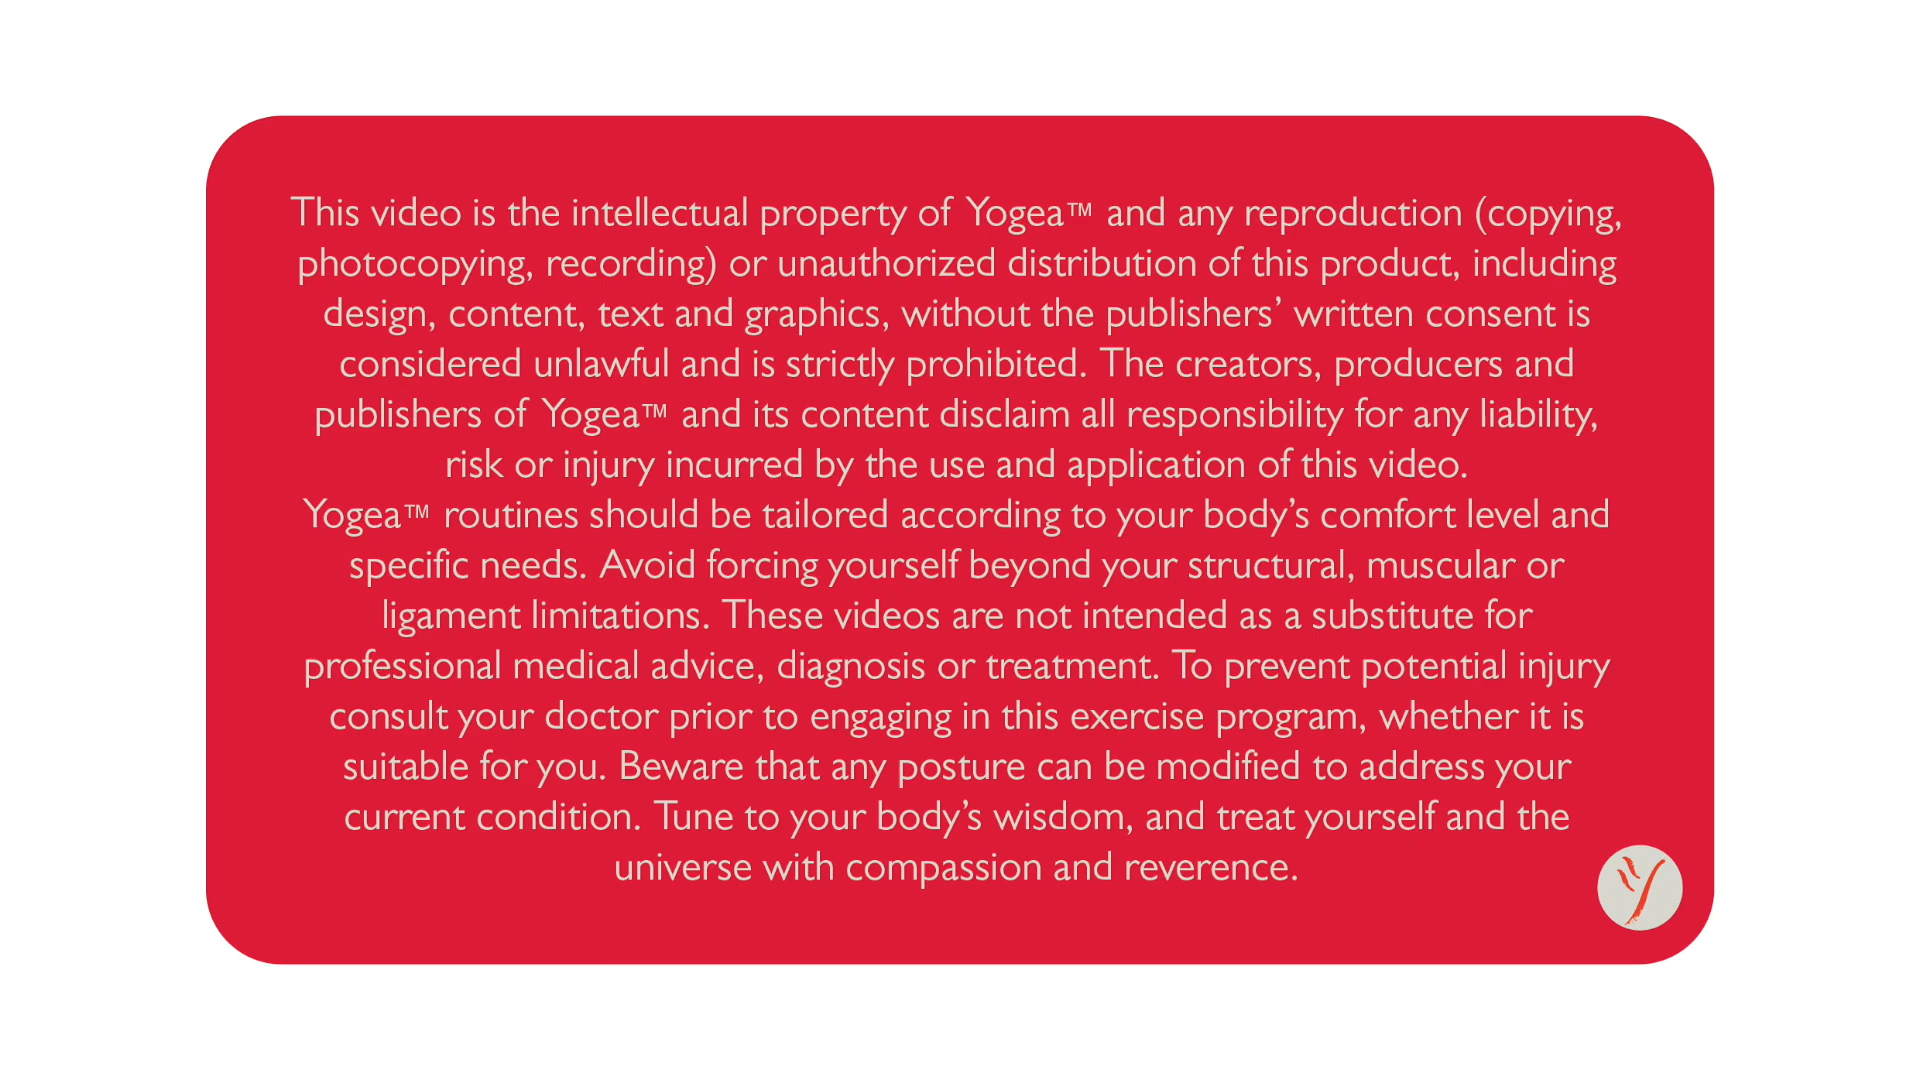 This video is the intellectual property of Yogea™ and any reproduction (copying,
photocopying, recording) or unauthorized distribution of this product, including
design, content, text and graphics, without the publishers’ written consent is
considered unlawful and is strictly prohibited. The creators, producers and
publishers of Yogea™ and its content disclaim all responsibility for any liability,
risk or injury incurred by the use and application of this video.
Yogea™ routines should be tailored according to your body’s comfort level and
specific needs. Avoid forcing yourself beyond your structural, muscular or
ligament limitations. These videos are not intended as a substitute for
professional medical advice, diagnosis or treatment. To prevent potential injury
consult your doctor prior to engaging in this exercise program, whether it is
suitable for you. Beware that any posture can be modified to address your
current condition. Tune to your body’s wisdom, and treat yourself and the
universe with compassion and reverence.